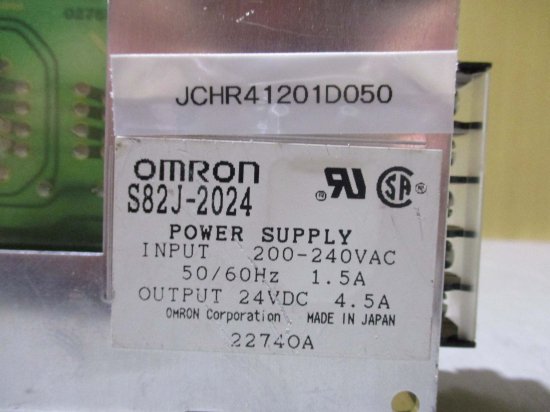 JCHR41201D050
OMRON
S82J-2024
POWER SUPPLY
INPUT 200-240VAC
50/60Hz 1.5A
OUTPUT 24VDC 4.5A
OMRON Corporation MADE IN JAPAN
22740A